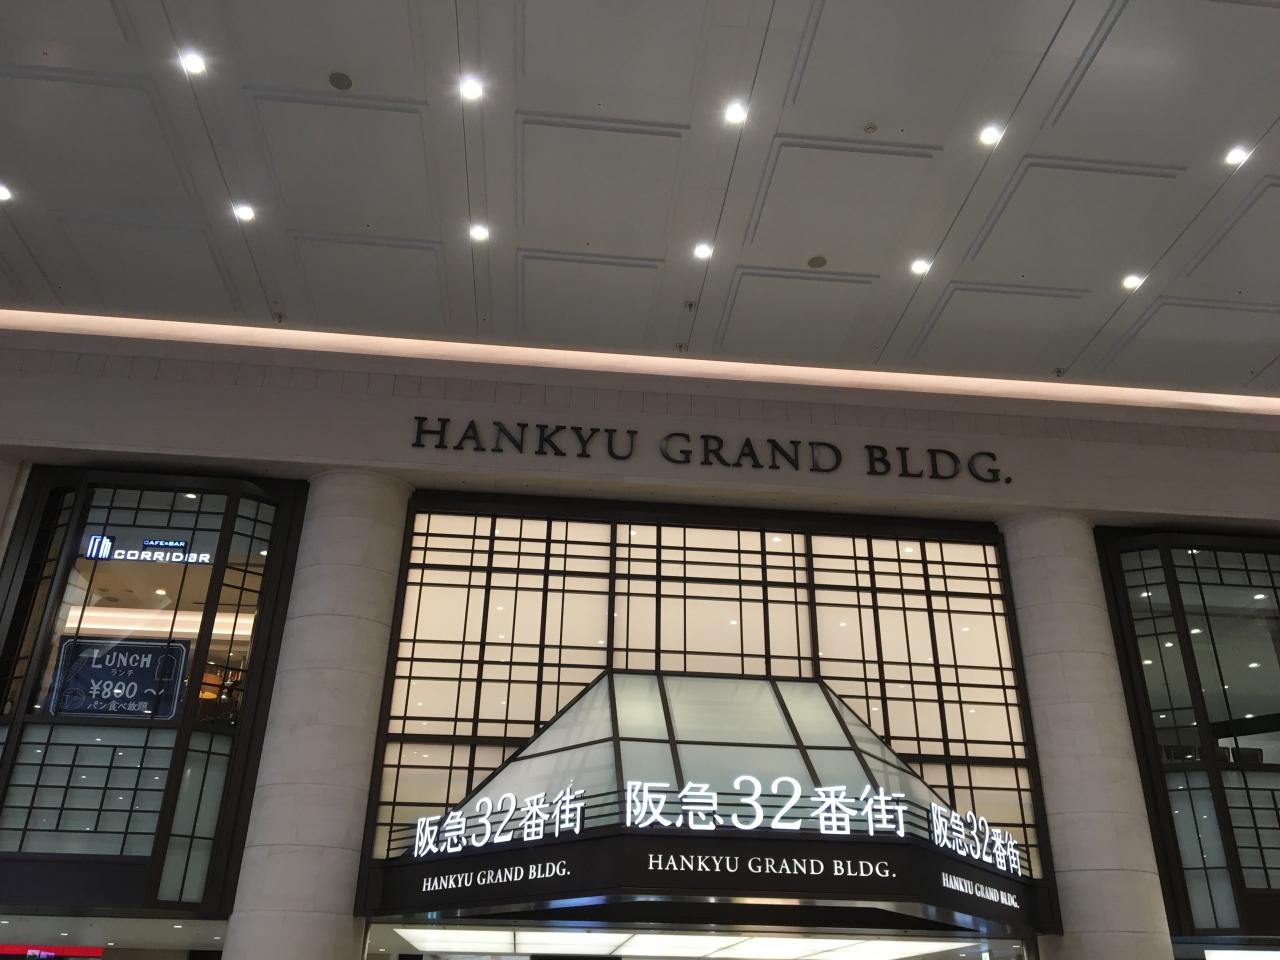 HANKYU GRAND BLDG.
CAFE&BAR
CORRIDOR
LUNCH
ランチ
¥800〜
パン食べ放題
阪急32番街
HANKYU GRAND BLDG.
阪急32番街
HANKYU GRAND BLDG.
阪急32番街
HANKYU GRAND BLDG.